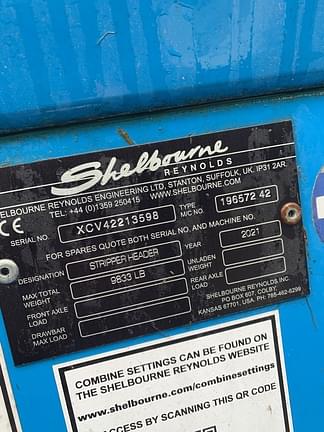 Shelbourne
REYNOLDS
SHELBOURNE REYNOLDS ENGINEERING LTD, STANTON, SUFFOLK, UK. IP31 2AR.
TEL: +44 (0)1359 250415 WWW.SHELBOURNE.COM
CE SERIAL NO. XCV42213598 TYPE M/C NO. 196572 42
FOR SPARES QUOTE BOTH SERIAL NO. AND MACHINE NO.
DESIGNATION STRIPPER HEADER YEAR 2021
MAX TOTAL WEIGHT 9833 LB UNLADEN WEIGHT
FRONT AXLE LOAD REAR AXLE LOAD
DRAWBAR MAX LOAD
SHELBOURNE REYNOLDS INC.
PO BOX 607, COLBY,
KANSAS 67701, USA. PH: 785-462-6299
COMBINE SETTINGS CAN BE FOUND ON
THE SHELBOURNE REYNOLDS WEBSITE
www.shelbourne.com/combinesettings
ACCESS BY SCANNING THIS QR CODE